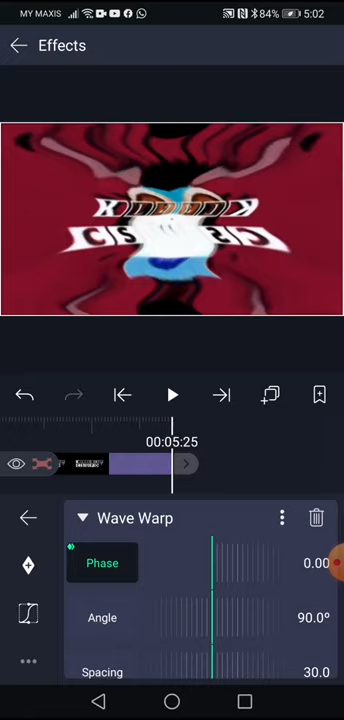 MY MAXIS 84% 5:02
Effects
00:05:25
Wave Warp
Phase 0.00
Angle 90.0º
Spacing 30.0